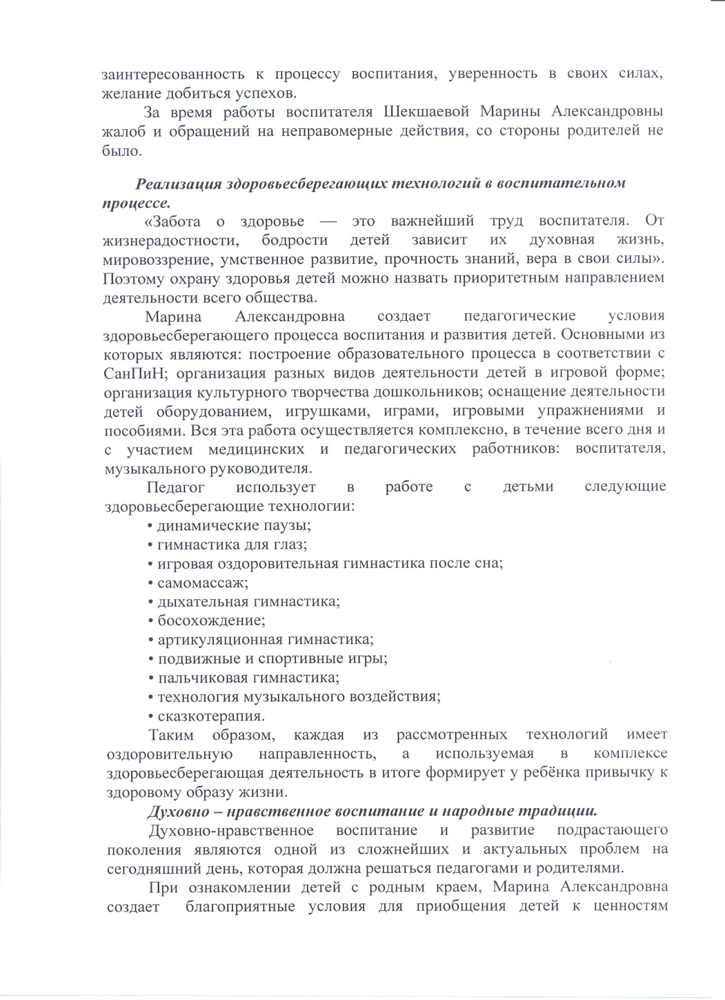 заинтересованность к процессу воспитания, уверенность в своих силах,
желание добиться успехов.
За время работы воспитателя Шекшаевой Марины Александровны
жалоб и обращений на неправомерные действия, со стороны родителей не
было.
Реализация здоровьесберегающих технологий в воспитательном
процессе.
«Забота о здоровье — это важнейший труд воспитателя. От
жизнерадостности, бодрости детей зависит их духовная жизнь,
мировоззрение, умственное развитие, прочность знаний, вера в свои силы».
Поэтому охрану здоровья детей можно назвать приоритетным направлением
деятельности всего общества.
Марина Александровна создает педагогические условия
здоровьесберегающего процесса воспитания и развития детей. Основными из
которых являются: построение образовательного процесса в соответствии с
СанПиН; организация разных видов деятельности детей в игровой форме;
организация культурного творчества дошкольников; оснащение деятельности
детей оборудованием, игрушками, играми, игровыми упражнениями и
пособиями. Вся эта работа осуществляется комплексно, в течение всего дня и
с участием медицинских и педагогических работников: воспитателя,
музыкального руководителя.
Педагог использует в работе с детьми следующие
здоровьесберегающие технологии:
• динамические паузы;
• гимнастика для глаз;
• игровая оздоровительная гимнастика после сна;
• самомассаж;
• дыхательная гимнастика;
• босохождение;
• артикуляционная гимнастика;
• подвижные и спортивные игры;
• пальчиковая гимнастика;
• технология музыкального воздействия;
• сказкотерапия.
Таким образом, каждая из рассмотренных технологий имеет
оздоровительную направленность, а используемая в комплексе
здоровьесберегающая деятельность в итоге формирует у ребёнка привычку к
здоровому образу жизни.
Духовно – нравственное воспитание и народные традиции.
Духовно-нравственное воспитание и развитие подрастающего
поколения являются одной из сложнейших и актуальных проблем на
сегодняшний день, которая должна решаться педагогами и родителями.
При ознакомлении детей с родным краем, Марина Александровна
создает благоприятные условия для приобщения детей к ценностям